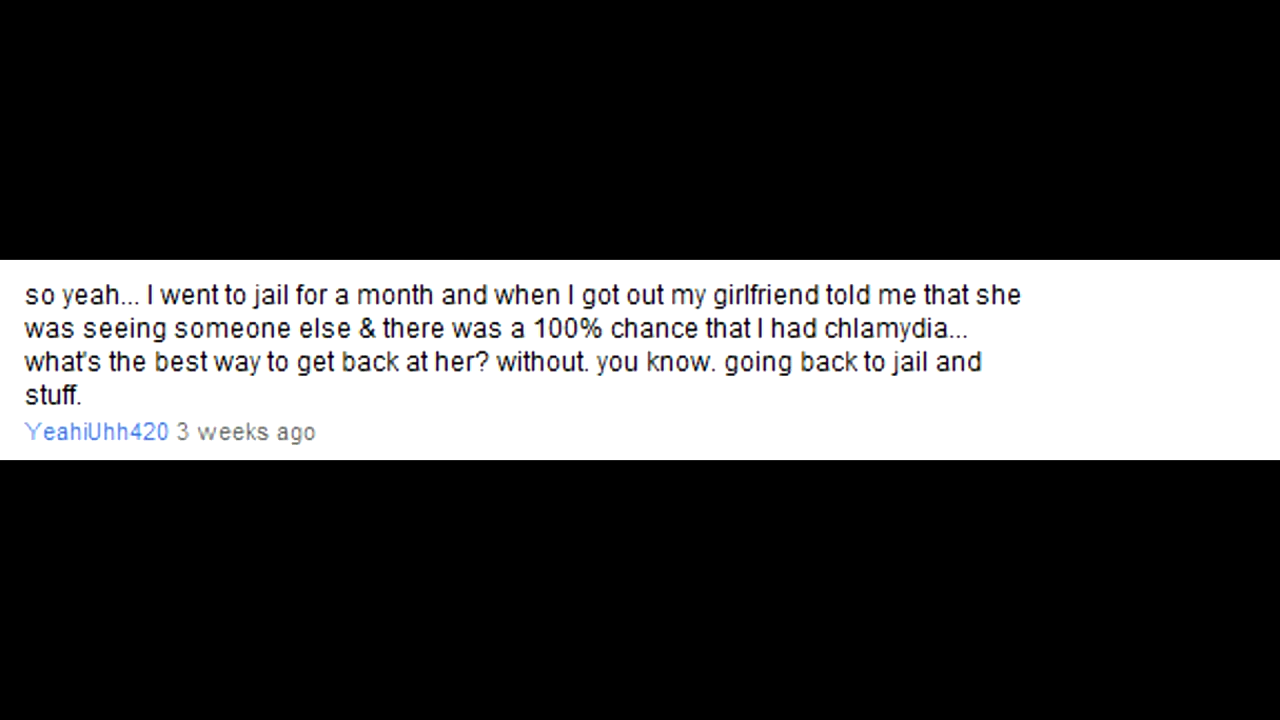 so yeah... I went to jail for a month and when I got out my girlfriend told me that she
was seeing someone else & there was a 100% chance that I had chlamydia...
what's the best way to get back at her? without. you know. going back to jail and
stuff.
YeahiUhh420 3 weeks ago